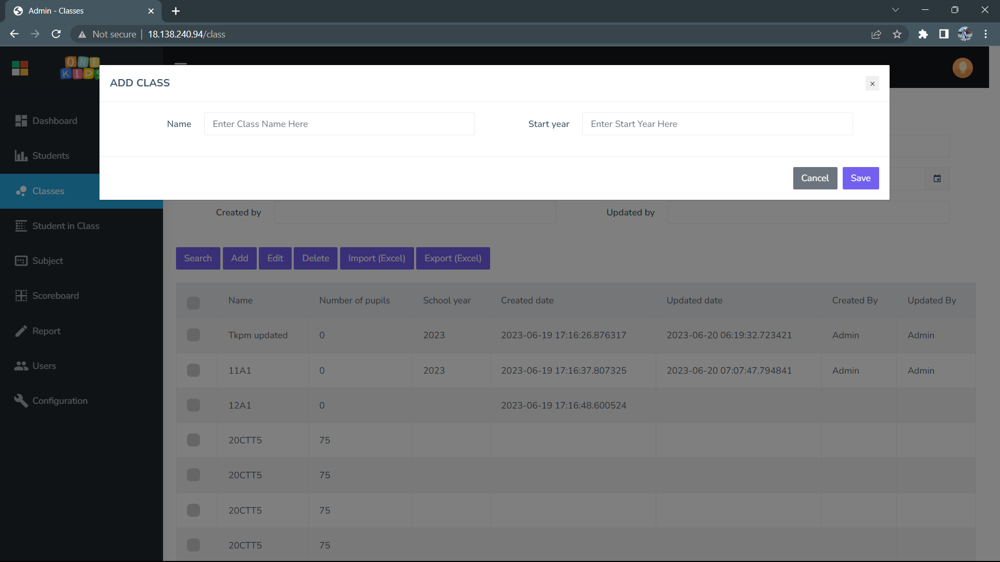 Admin - Classes
Not secure
18.138.240.94/class
ONE
KIDS
ADD CLASS
Name
Enter Class Name Here
Start year
Enter Start Year Here
Cancel
Save
Dashboard
Students
Classes
Student in Class
Subject
Scoreboard
Report
Users
Configuration
Created by
Updated by
Search
Add
Edit
Delete
Import (Excel)
Export (Excel)
Name Number of pupils School year Created date Updated date Created By Updated By
Tkpm updated 0 2023 2023-06-19 17:16:26.876317 2023-06-20 06:19:32.723421 Admin Admin
11A1 0 2023 2023-06-19 17:16:37.807325 2023-06-20 07:07:47.794841 Admin Admin
12A1 0 2023-06-19 17:16:48.600524
20CTT5 75
20CTT5 75
20CTT5 75
20CTT5 75